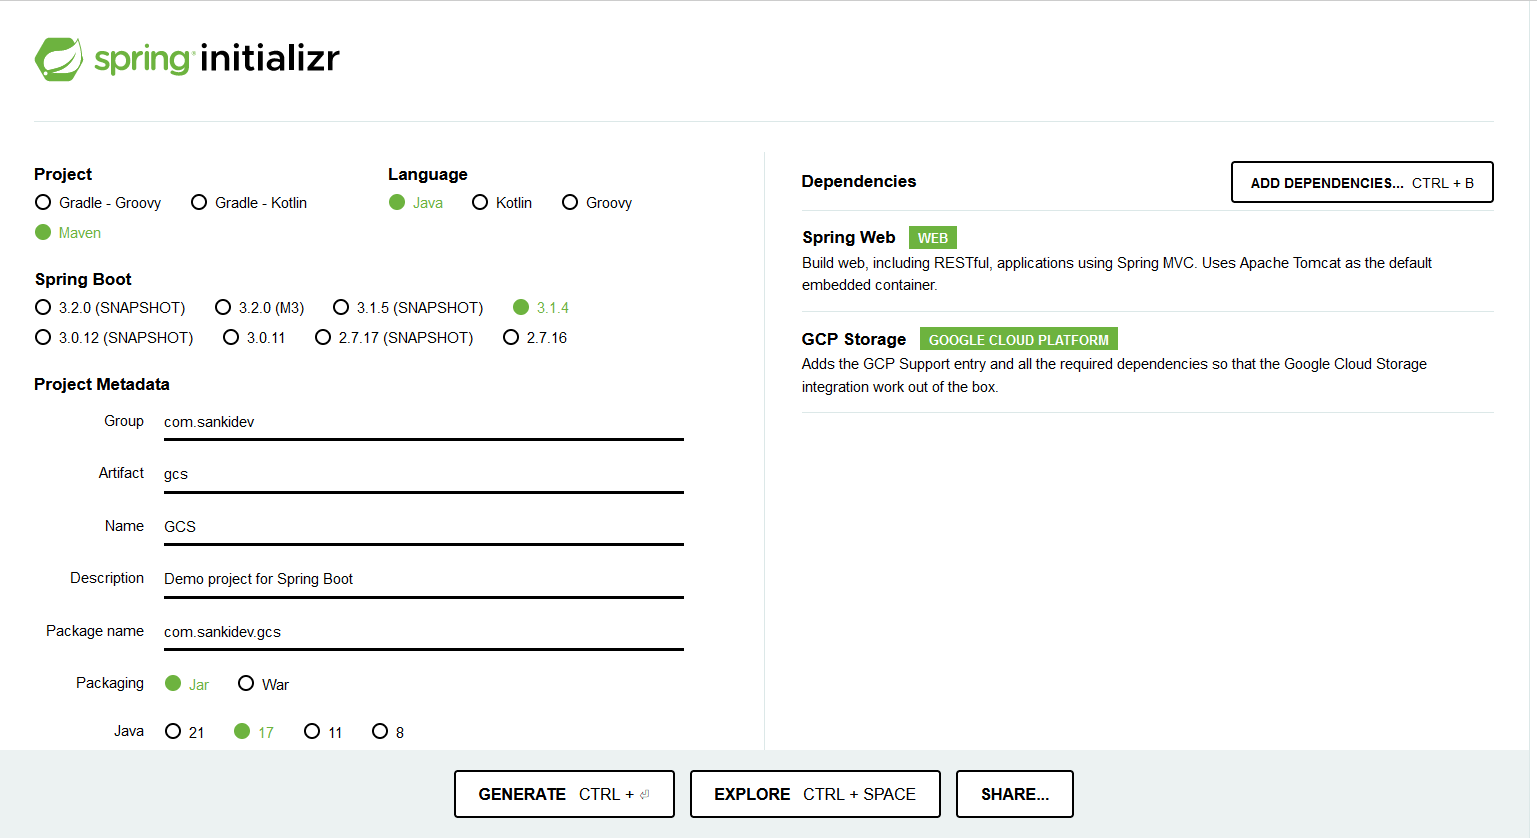 spring initializr
Project
Gradle - Groovy Gradle - Kotlin
Maven
Language
Java Kotlin Groovy
Spring Boot
3.2.0 (SNAPSHOT) 3.2.0 (M3) 3.1.5 (SNAPSHOT) 3.1.4
3.0.12 (SNAPSHOT) 3.0.11 2.7.17 (SNAPSHOT) 2.7.16
Project Metadata
Group com.sankidev
Artifact gcs
Name GCS
Description Demo project for Spring Boot
Package name com.sankidev.gcs
Packaging Jar War
Java 21 17 11 8
Dependencies
ADD DEPENDENCIES... CTRL + B
Spring Web WEB
Build web, including RESTful, applications using Spring MVC. Uses Apache Tomcat as the default
embedded container.
GCP Storage GOOGLE CLOUD PLATFORM
Adds the GCP Support entry and all the required dependencies so that the Google Cloud Storage
integration work out of the box.
GENERATE CTRL + ⏎
EXPLORE CTRL + SPACE
SHARE...